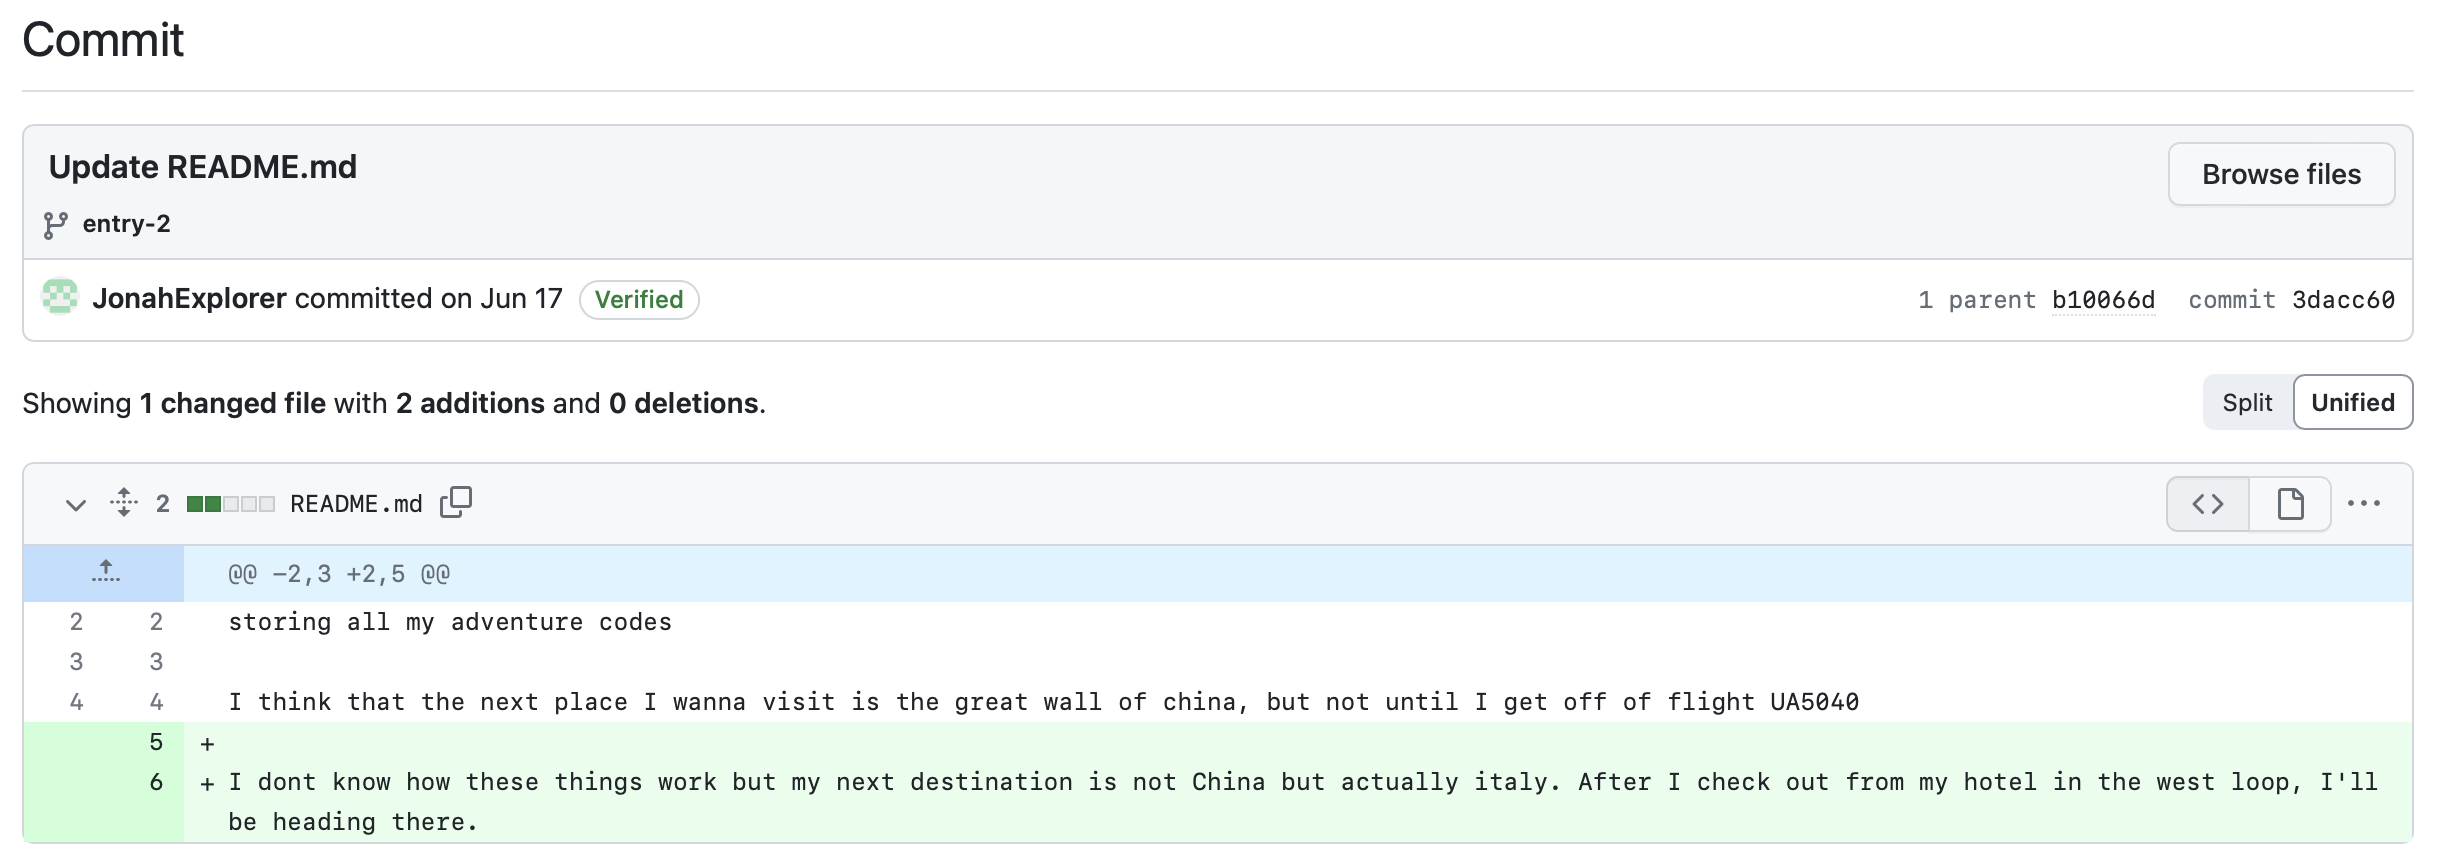 Commit
Update README.md
Browse files
entry-2
JonahExplorer committed on Jun 17 Verified 1 parent b10066d commit 3dacc60
Showing 1 changed file with 2 additions and 0 deletions.
Split Unified
2 README.md
@@ -2,3 +2,5 @@
2 2 storing all my adventure codes
3 3
4 4 I think that the next place I wanna visit is the great wall of china, but not until I get off of flight UA5040
5 +
6 + I dont know how these things work but my next destination is not China but actually italy. After I check out from my hotel in the west loop, I'll
be heading there.